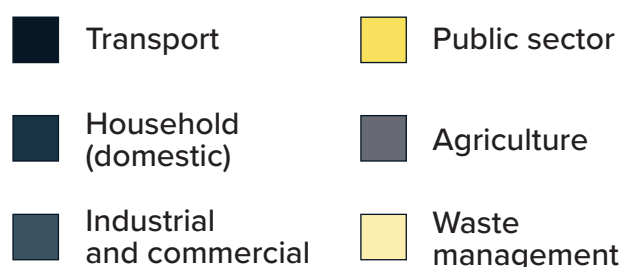 Transport
Household
(domestic)
Industrial
and commercial
Public sector
Agriculture
Waste
management